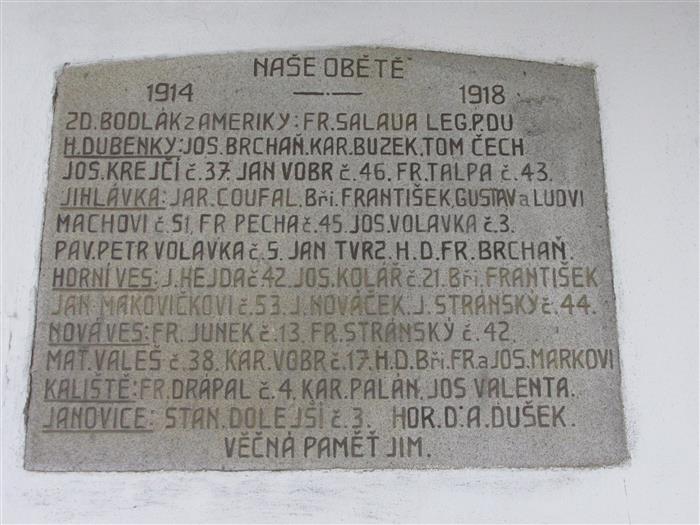 NAŠE OBĚTĚ
1914 —·— 1918
ZD. BODLÁK z AMERIKY: FR. SALAVA LEG. P. DU
H. DUBENKY: JOS. BRCHAŇ. KAR. BUZEK, TOM ČECH
JOS. KREJČÍ č. 37. JAN VOBR č. 46. FR. TALPA č. 43.
JIHLÁVKA: JAR. COUFAL. Bří. FRANTIŠEK, GUSTAV a LUDVI
MACHOVI č. 51, FR PECHA č. 45. JOS. VOLAVKA č. 3.
PAV. PETR VOLAVKA č. 5. JAN TVRZ. H. D. FR. BRCHAŇ.
HORNÍ VES: J. HEJDA č 42. JOS. KOLÁŘ č. 21. Bří. FRANTIŠEK
JAN MAKOVIČKOVI č. 53. J. NOVÁČEK. J. STRÁNSKÝ č. 44.
NOVÁ VES: FR. JUNEK č. 13, FR. STRÁNSKÝ č. 42.
MAŤ. VALEŠ č. 38. KAR. VOBR č. 17. H. D. Bří. FR. a JOS. MARKOVI
KALIŠTĚ: FR. DRÁPAL č. 4. KAR. PALÁN. JOS VALENTA.
JANOVICE: STAN. DOLEJŠÍ č. 3. HOR. D. A. DUŠEK.
VĚČNÁ PAMĚŤ JIM.